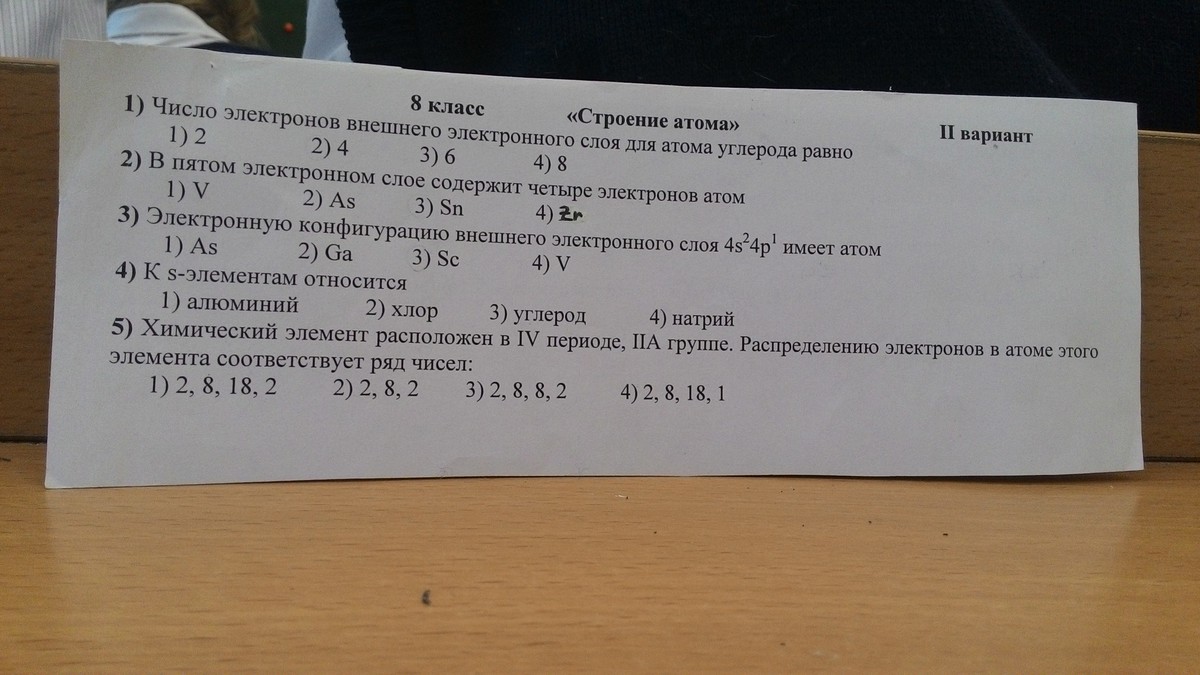 8 класс «Строение атома» II вариант
1) Число электронов внешнего электронного слоя для атома углерода равно
1) 2 2) 4 3) 6 4) 8
2) В пятом электронном слое содержит четыре электронов атом
1) V 2) As 3) Sn 4) Zr
3) Электронную конфигурацию внешнего электронного слоя 4s²4p¹ имеет атом
1) As 2) Ga 3) Sc 4) V
4) К s-элементам относится
1) алюминий 2) хлор 3) углерод 4) натрий
5) Химический элемент расположен в IV периоде, IIA группе. Распределению электронов в атоме этого
элемента соответствует ряд чисел:
1) 2, 8, 18, 2 2) 2, 8, 2 3) 2, 8, 8, 2 4) 2, 8, 18, 1